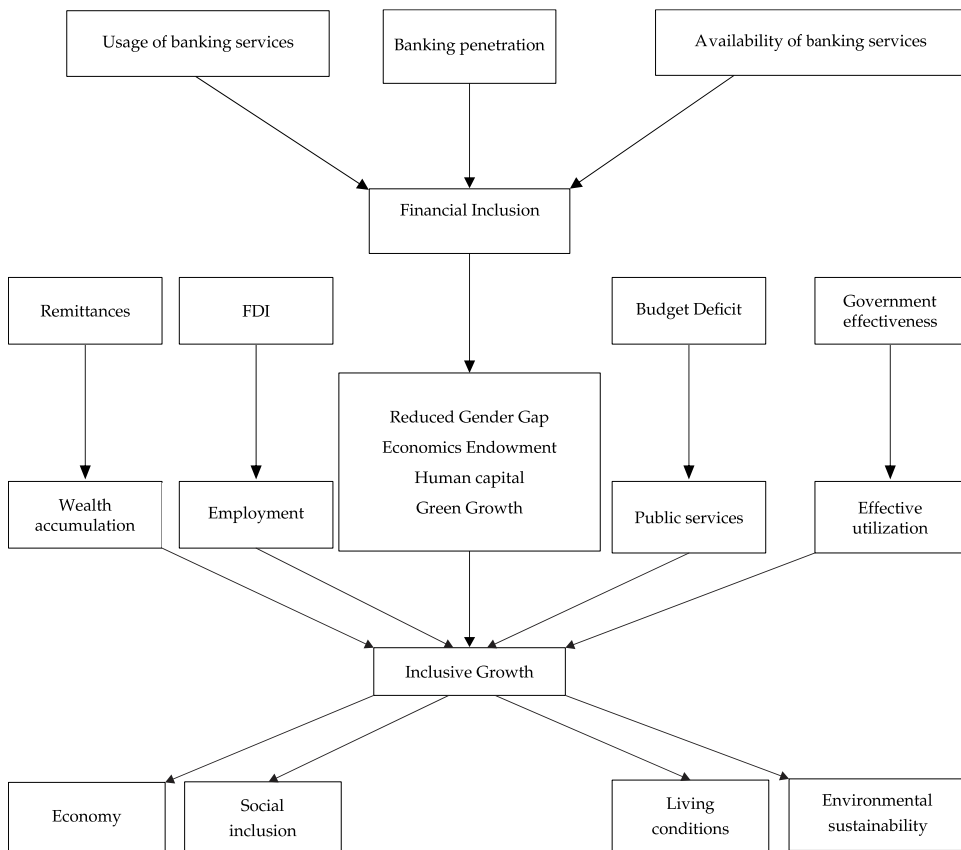 Usage of banking services
Banking penetration
Availability of banking services
Financial Inclusion
Remittances
FDI
Budget Deficit
Government
effectiveness
Reduced Gender Gap
Economics Endowment
Human capital
Green Growth
Wealth
accumulation
Employment
Public services
Effective
utilization
Inclusive Growth
Economy
Social
inclusion
Living
conditions
Environmental
sustainability